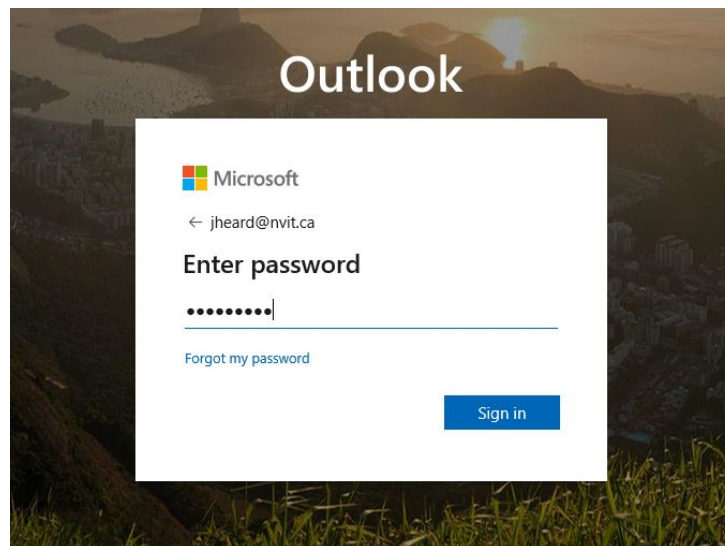 Outlook
Microsoft
← jheard@nvit.ca
Enter password
•••••••••
Forgot my password
Sign in